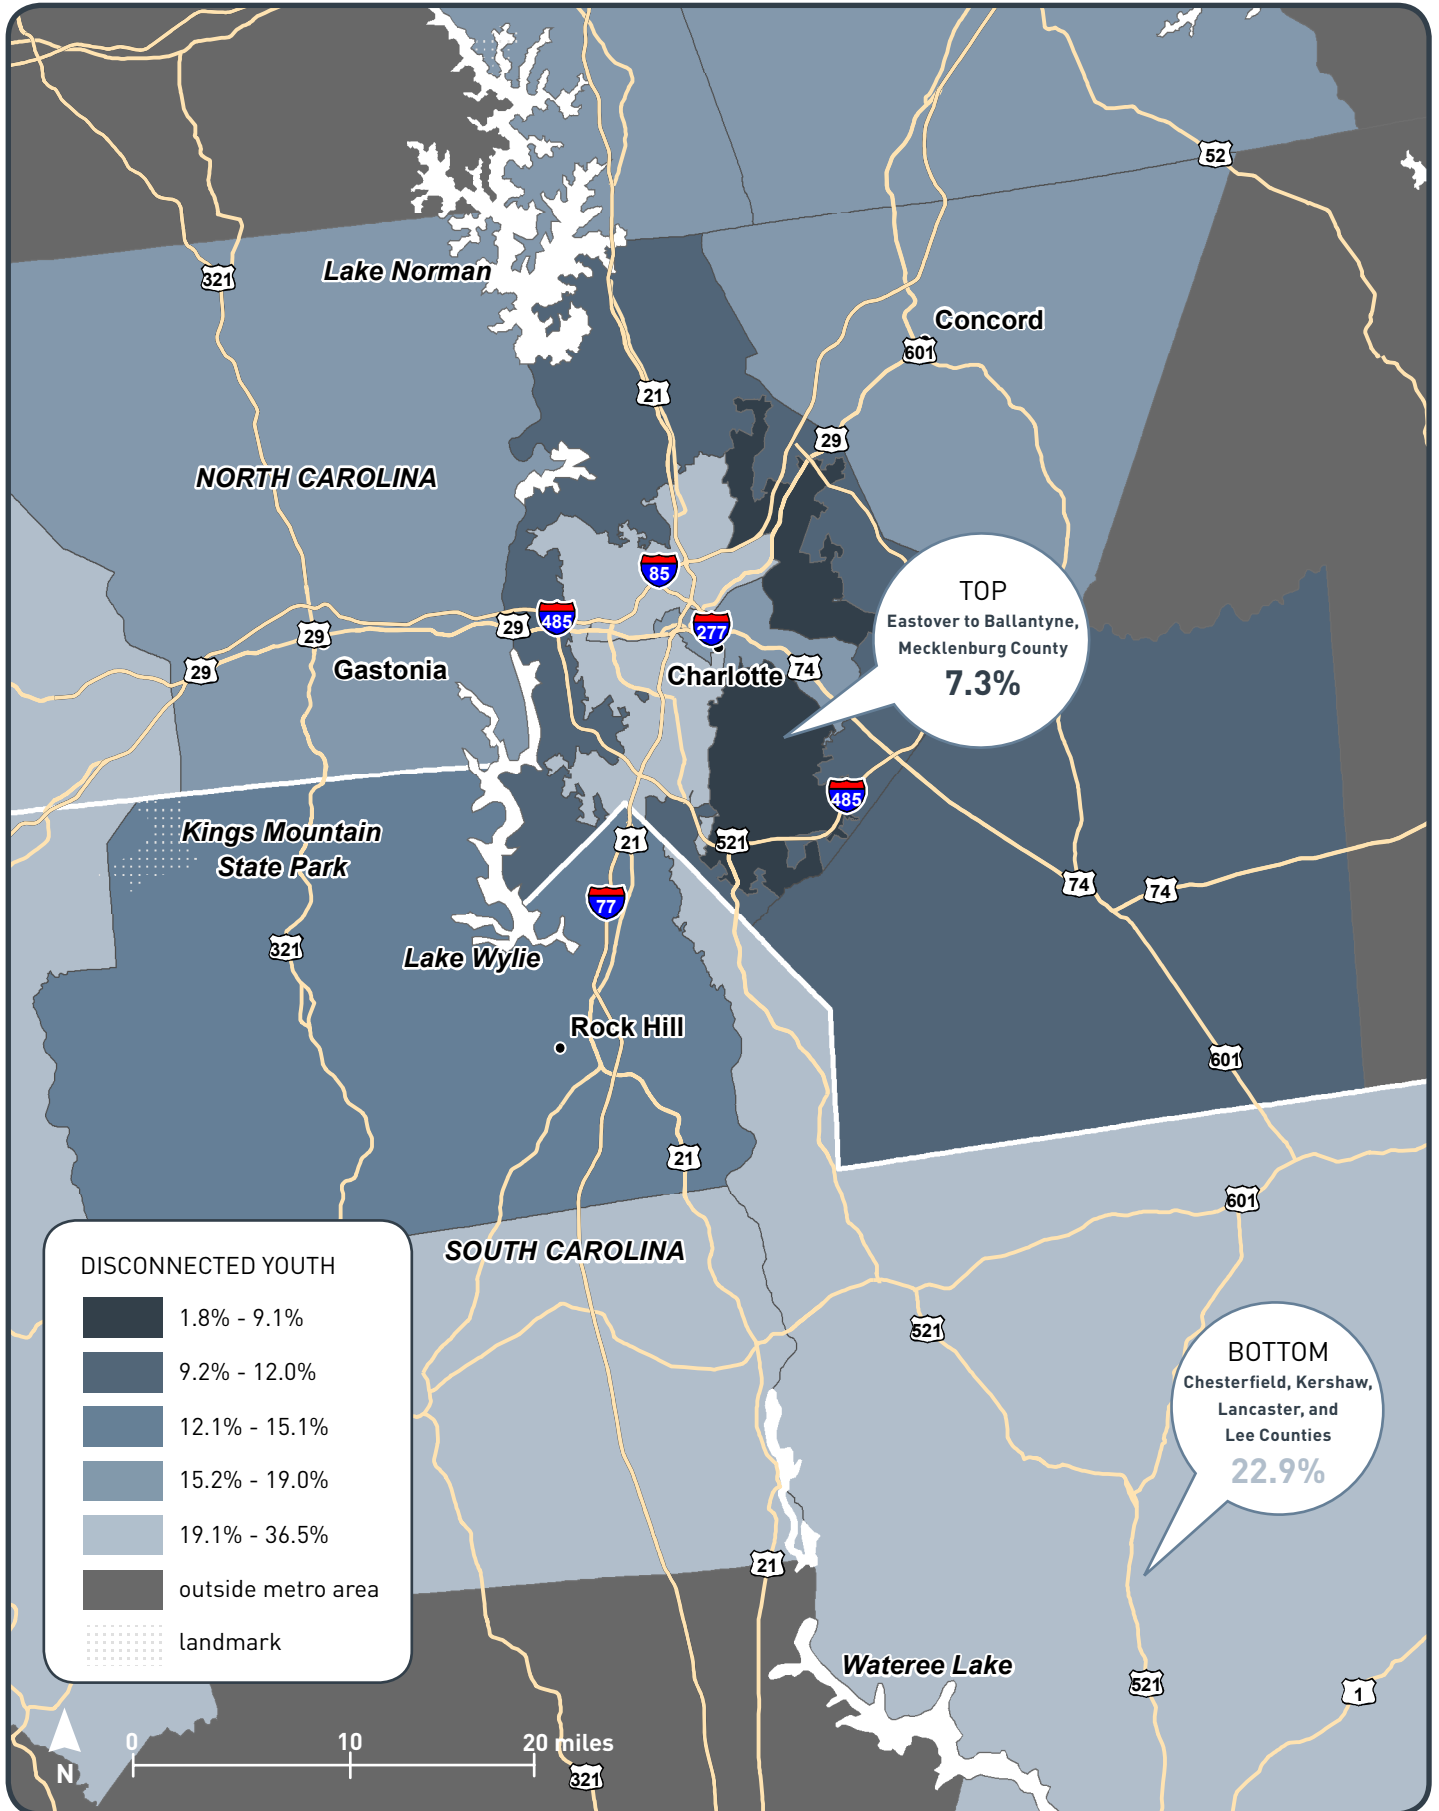 52
321
Lake Norman
Concord
601
21
29
NORTH CAROLINA
85
TOP
Eastover to Ballantyne,
Mecklenburg County
7.3%
485
277
29
29
29
Gastonia
Charlotte
74
485
Kings Mountain
State Park
21
521
77
74
74
321
Lake Wylie
Rock Hill
601
21
601
SOUTH CAROLINA
DISCONNECTED YOUTH
1.8% - 9.1%
9.2% - 12.0%
12.1% - 15.1%
15.2% - 19.0%
19.1% - 36.5%
outside metro area
landmark
521
BOTTOM
Chesterfield, Kershaw,
Lancaster, and
Lee Counties
22.9%
21
Wateree Lake
521
1
0 10 20 miles
N
321